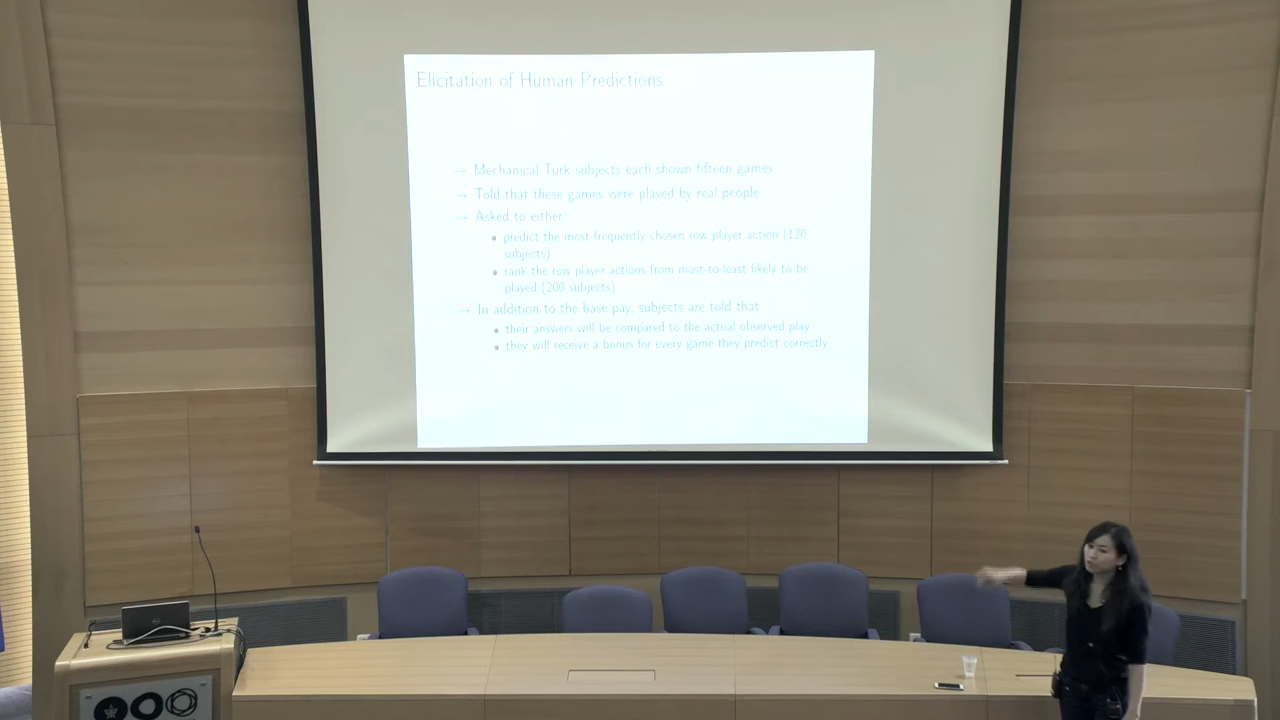 Elicitation of Human Predictions
→ Mechanical Turk subjects each shown fifteen games
→ Told that these games were played by real people
→ Asked to either
• predict the most frequently chosen row player action (120
subjects)
• rank the row player actions from most-to-least likely to be
played (200 subjects)
→ In addition to the base pay, subjects are told that
• their answers will be compared to the actual observed play
• they will receive a bonus for every game they predict correctly